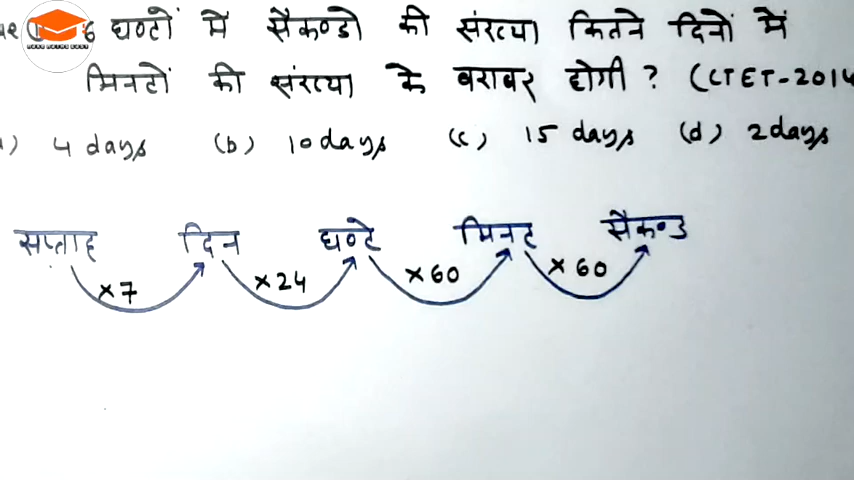 6 घण्टों में सैकण्डो की संख्या कितने दिनों में
मिनटों की संख्या के बराबर होगी ? (CTET-2014
) 4 days (b) 10 days (c) 15 days (d) 2 days
सप्ताह दिन घण्टे मिनट सैकण्ड
×7 ×24 ×60 ×60